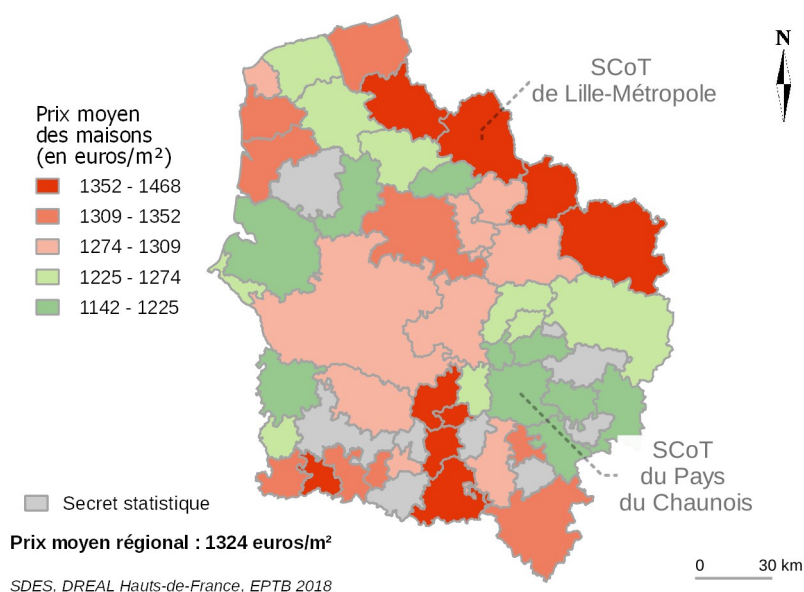 N
SCoT
de Lille-Métropole
Prix moyen
des maisons
(en euros/m²)
1352 - 1468
1309 - 1352
1274 - 1309
1225 - 1274
1142 - 1225
SCoT
du Pays
du Chaunois
Secret statistique
Prix moyen régional : 1324 euros/m²
0 30 km
SDES, DREAL Hauts-de-France, EPTB 2018